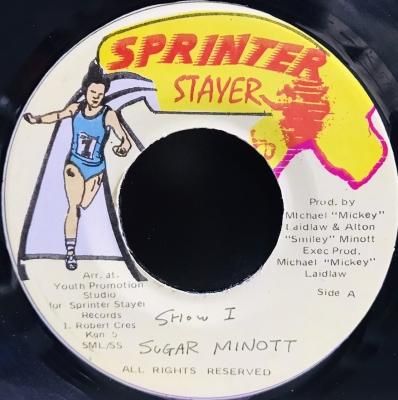 SPRINTER
STAYER
1
Prod. by
Michael "Mickey"
Laidlaw & Alton
"Smiley" Minott
Exec Prod.
Michael "Mickey"
Laidlaw
Side A
Arr. at.
Youth Promotion
Studio
for Sprinter Stayer
Records
1. Robert Cres
Kgn. 5
SML/SS
SHOW I
SUGAR MINOTT
ALL RIGHTS RESERVED